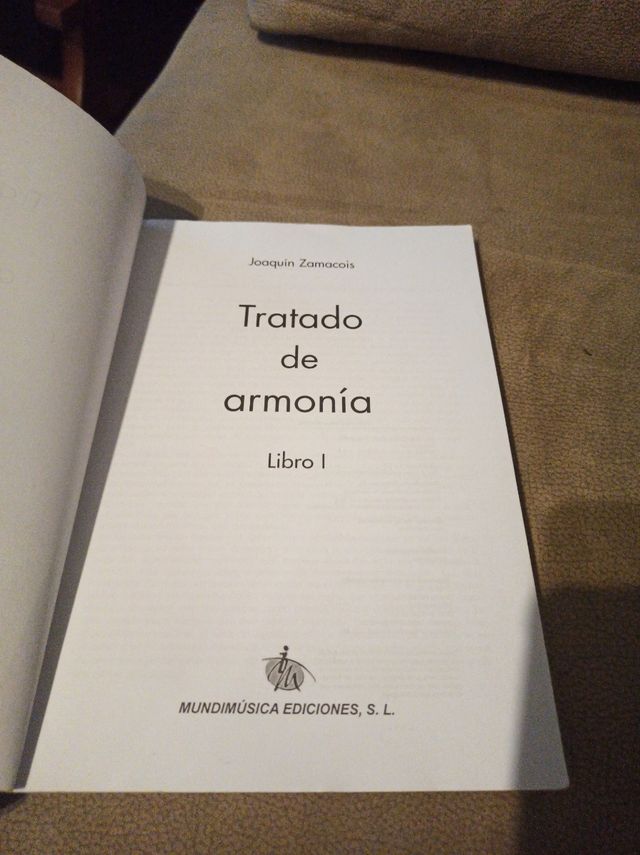 Joaquín Zamacois
Tratado
de
armonía
Libro I
MUNDIMÚSICA EDICIONES, S. L.